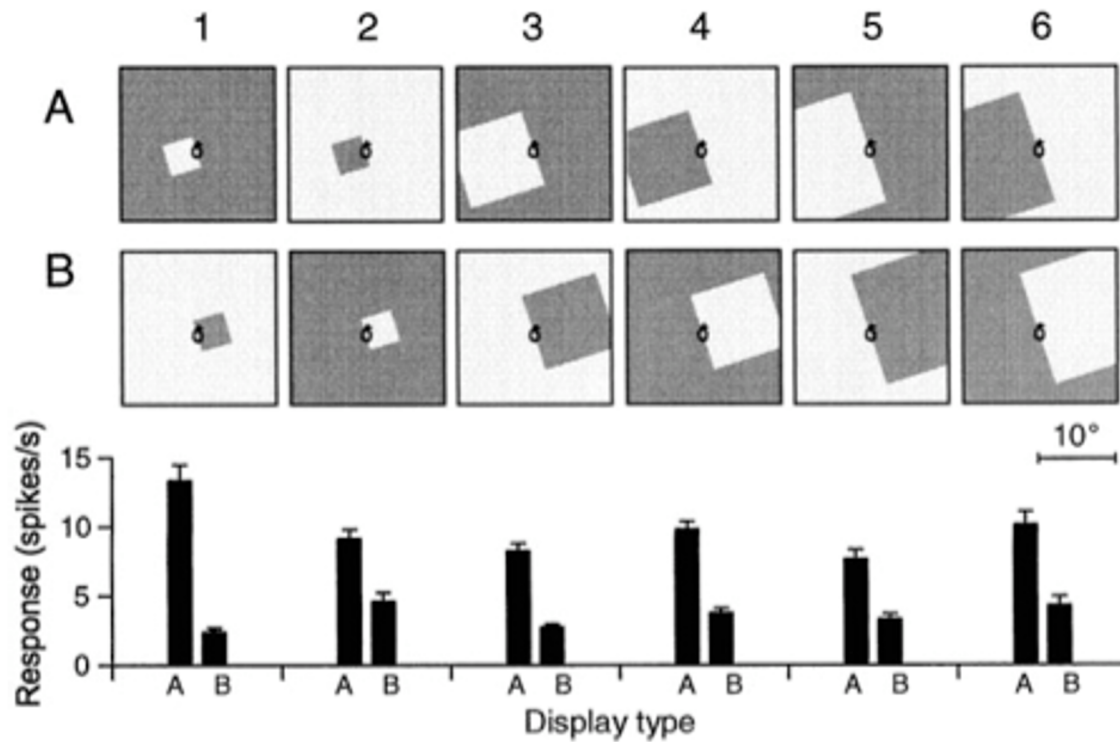 1 2 3 4 5 6
A
B
10°
15
10
5
0
Response (spikes/s)
A B A B A B A B A B A B
Display type